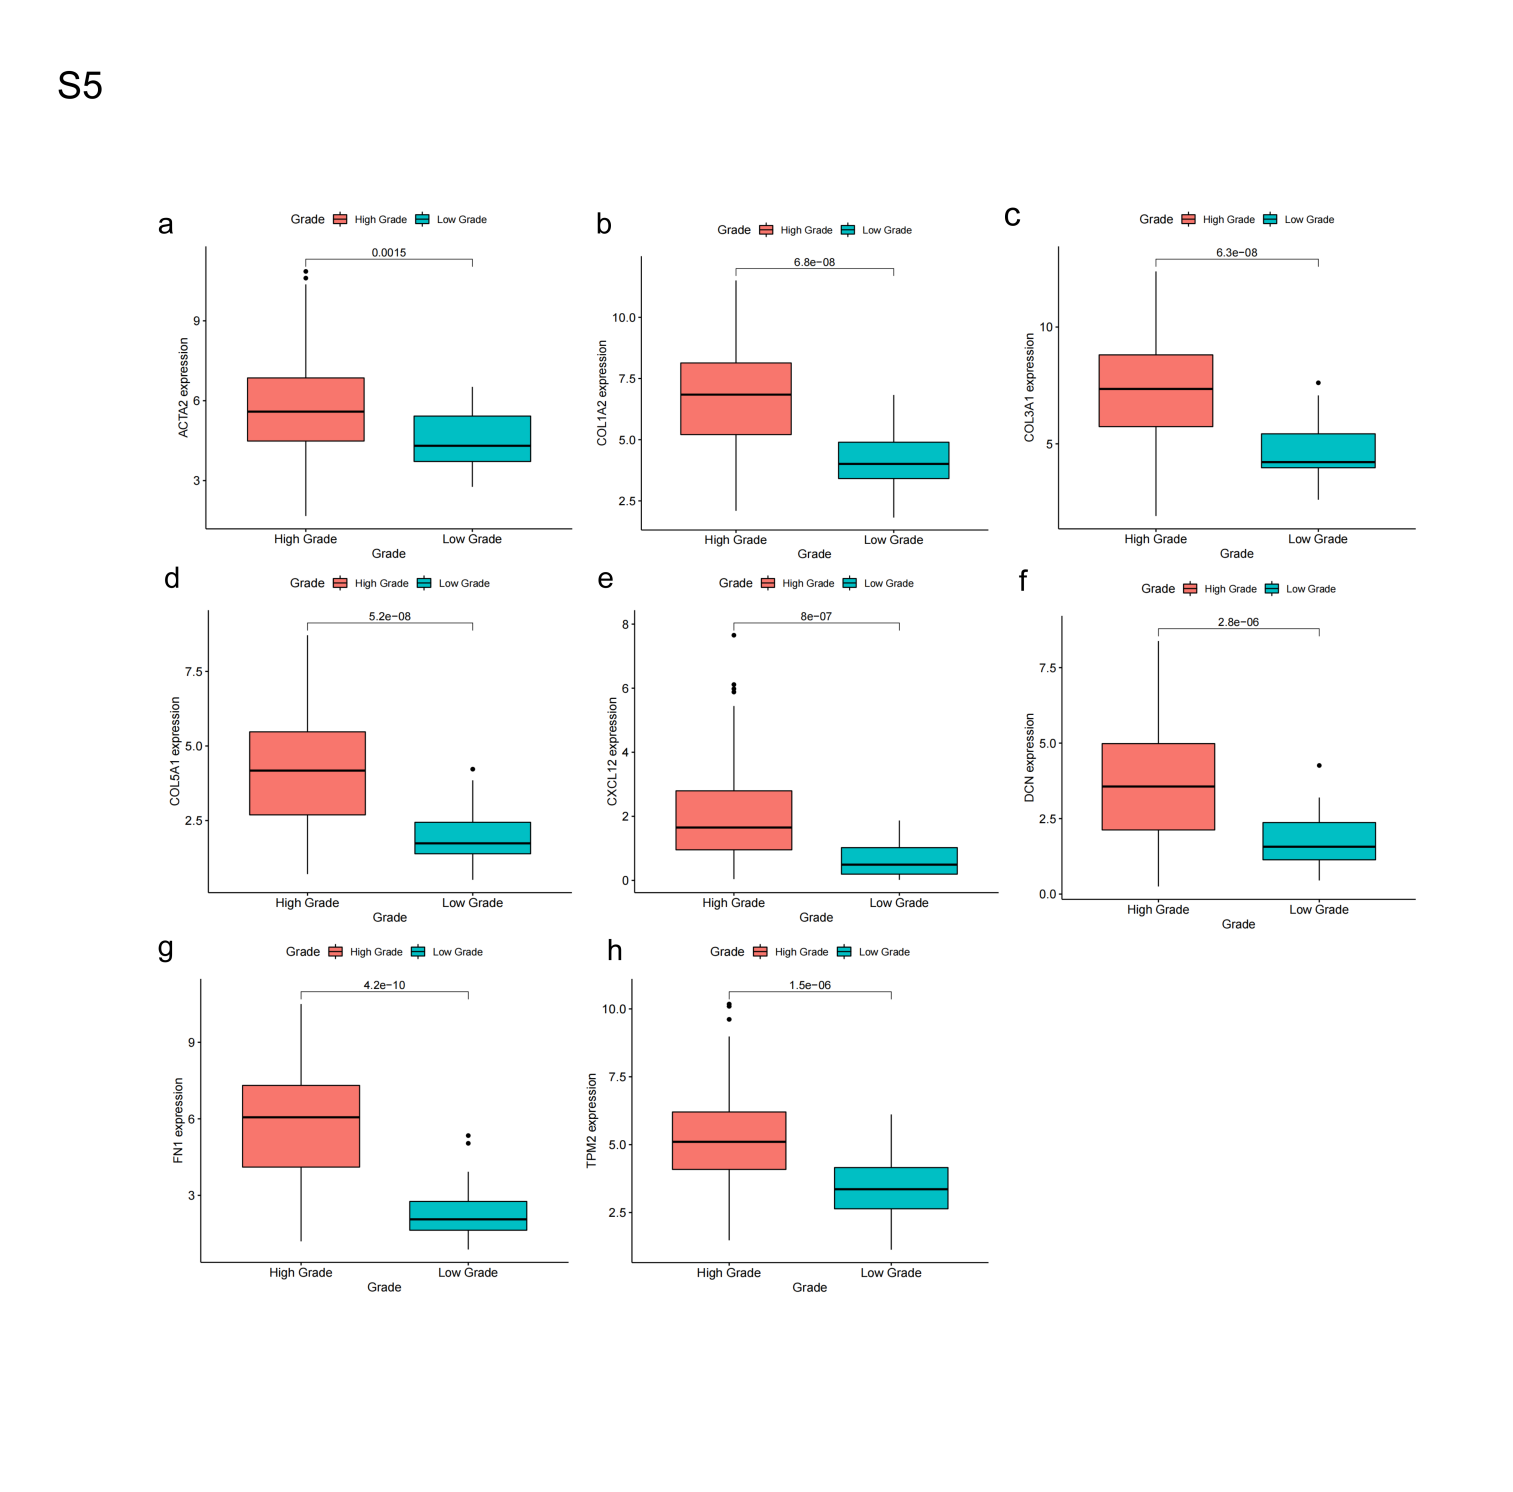 S5
a
Grade High Grade Low Grade
0.0015
9
6
3
ACTA2 expression
High Grade Low Grade
Grade
b
Grade High Grade Low Grade
6.8e−08
10.0
7.5
5.0
2.5
COL1A2 expression
High Grade Low Grade
Grade
c
Grade High Grade Low Grade
6.3e−08
10
5
COL3A1 expression
High Grade Low Grade
Grade
d
Grade High Grade Low Grade
5.2e−08
7.5
5.0
2.5
COL5A1 expression
High Grade Low Grade
Grade
e
Grade High Grade Low Grade
8e−07
8
6
4
2
0
CXCL12 expression
High Grade Low Grade
Grade
f
Grade High Grade Low Grade
2.8e−06
7.5
5.0
2.5
0.0
DCN expression
High Grade Low Grade
Grade
g
Grade High Grade Low Grade
4.2e−10
9
6
3
FN1 expression
High Grade Low Grade
Grade
h
Grade High Grade Low Grade
1.5e−06
10.0
7.5
5.0
2.5
TPM2 expression
High Grade Low Grade
Grade